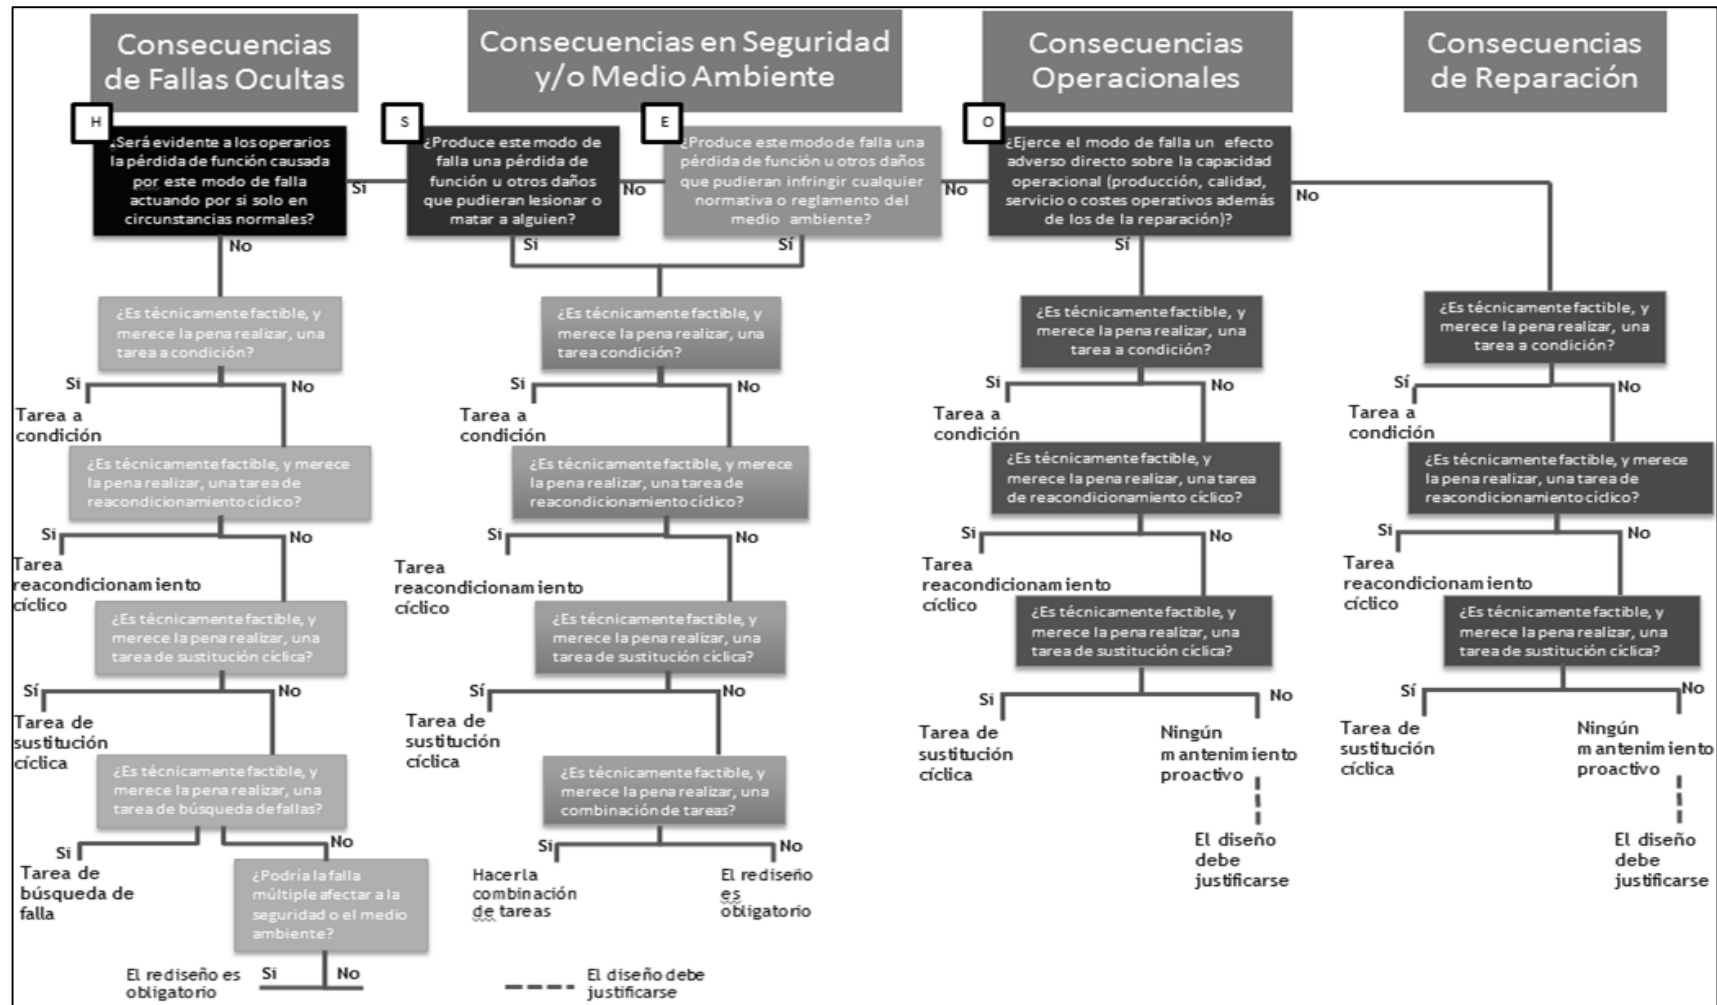 Consecuencias
de Fallas Ocultas
Consecuencias en Seguridad
y/o Medio Ambiente
Consecuencias
Operacionales
Consecuencias
de Reparación
H
¿Será evidente a los operarios
la pérdida de función causada
por este modo de falla
actuando por si solo en
circunstancias normales?
Si
No
S
¿Produce este modo de
falla una pérdida de
función u otros daños
que pudieran lesionar o
matar a alguien?
No
Si
E
¿Produce este modo de falla una
pérdida de función u otros daños
que pudieran infringir cualquier
normativa o reglamento del
medio ambiente?
No
Sí
O
¿Ejerce el modo de falla un efecto
adverso directo sobre la capacidad
operacional (producción, calidad,
servicio o costes operativos además
de los de la reparación)?
No
Sí
¿Es técnicamente factible, y
merece la pena realizar, una
tarea a condición?
Si
No
Tarea a
condición
¿Es técnicamente factible, y merece
la pena realizar, una tarea de
reacondicionamiento cíclico?
Si
No
Tarea
reacondicionamiento
cíclico
¿Es técnicamente factible, y
merece la pena realizar, una
tarea de sustitución cíclica?
Sí
No
Tarea de
sustitución
cíclica
¿Es técnicamente factible, y
merece la pena realizar, una
tarea de búsqueda de fallas?
Si
No
Tarea de
búsqueda de
falla
¿Podría la falla
múltiple afectar a la
seguridad o el medio
ambiente?
El rediseño es
obligatorio
Si
No
¿Es técnicamente factible, y
merece la pena realizar, una
tarea condición?
Si
No
Tarea a
condición
¿Es técnicamente factible, y merece
la pena realizar, una tarea de
reacondicionamiento cíclico?
Si
No
Tarea
reacondicionamiento
cíclico
¿Es técnicamente factible, y
merece la pena realizar, una
tarea de sustitución cíclica?
Sí
No
Tarea de
sustitución
cíclica
¿Es técnicamente factible, y
merece la pena realizar, una
combinación de tareas?
Si
No
Hacer la
combinación
de tareas
El rediseño
es
obligatorio
El diseño debe
justificarse
¿Es técnicamente factible, y
merece la pena realizar, una
tarea a condición?
Si
No
Tarea a
condición
¿Es técnicamente factible, y
merece la pena realizar, una tarea
de reacondicionamiento cíclico?
Si
No
Tarea
reacondicionamiento
cíclico
¿Es técnicamente factible, y
merece la pena realizar, una
tarea de sustitución cíclica?
Si
No
Tarea de
sustitución
cíclica
Ningún
mantenimiento
proactivo
El diseño
debe
justificarse
¿Es técnicamente factible, y
merece la pena realizar, una
tarea a condición?
Sí
No
Tarea a
condición
¿Es técnicamente factible, y merece
la pena realizar, una tarea de
reacondicionamiento cíclico?
Si
No
Tarea
reacondicionamiento
cíclico
¿Es técnicamente factible, y
merece la pena realizar, una
tarea de sustitución cíclica?
Sí
No
Tarea de
sustitución
cíclica
Ningún
mantenimiento
proactivo
El diseño
debe
justificarse